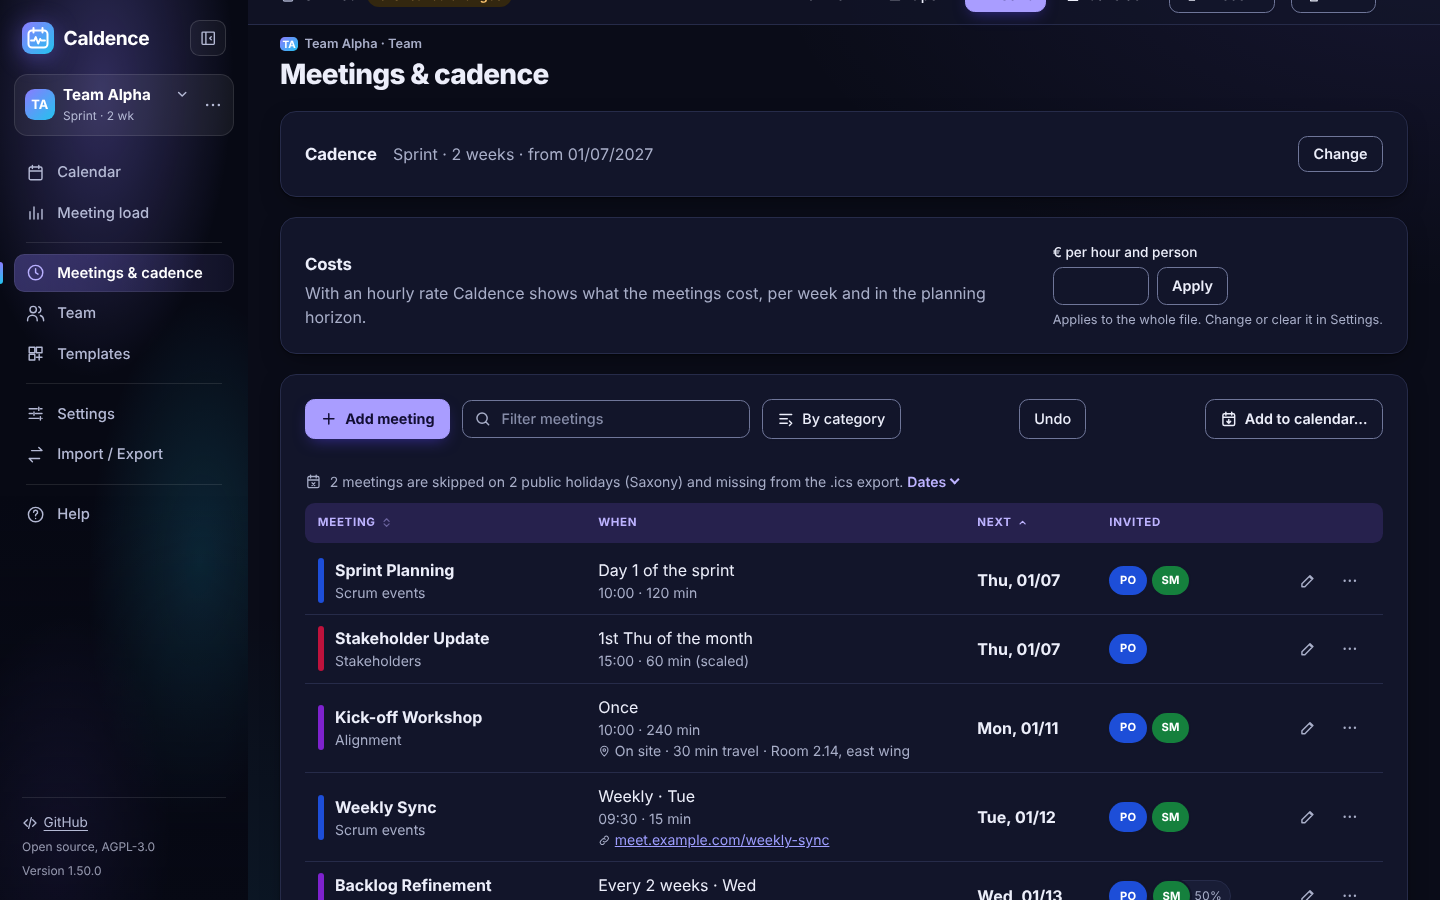 Caldence
TA
Team Alpha
Sprint · 2 wk
Calendar
Meeting load
Meetings & cadence
Team
Templates
Settings
Import / Export
Help
GitHub
Open source, AGPL-3.0
Version 1.50.0
TA Team Alpha · Team
Meetings & cadence
Cadence Sprint · 2 weeks · from 01/07/2027
Change
Costs
With an hourly rate Caldence shows what the meetings cost, per week and in the planning
horizon.
€ per hour and person
Apply
Applies to the whole file. Change or clear it in Settings.
Add meeting
Filter meetings
By category
Undo
Add to calendar...
2 meetings are skipped on 2 public holidays (Saxony) and missing from the .ics export. Dates
MEETING WHEN NEXT INVITED
Sprint Planning Day 1 of the sprint Thu, 01/07 PO SM
Scrum events 10:00 · 120 min
Stakeholder Update 1st Thu of the month Thu, 01/07 PO
Stakeholders 15:00 · 60 min (scaled)
Kick-off Workshop Once Mon, 01/11 PO SM
Alignment 10:00 · 240 min
On site · 30 min travel · Room 2.14, east wing
Weekly Sync Weekly · Tue Tue, 01/12 PO SM
Scrum events 09:30 · 15 min
meet.example.com/weekly-sync
Backlog Refinement Every 2 weeks · Wed Wed, 01/13 PO SM 50%